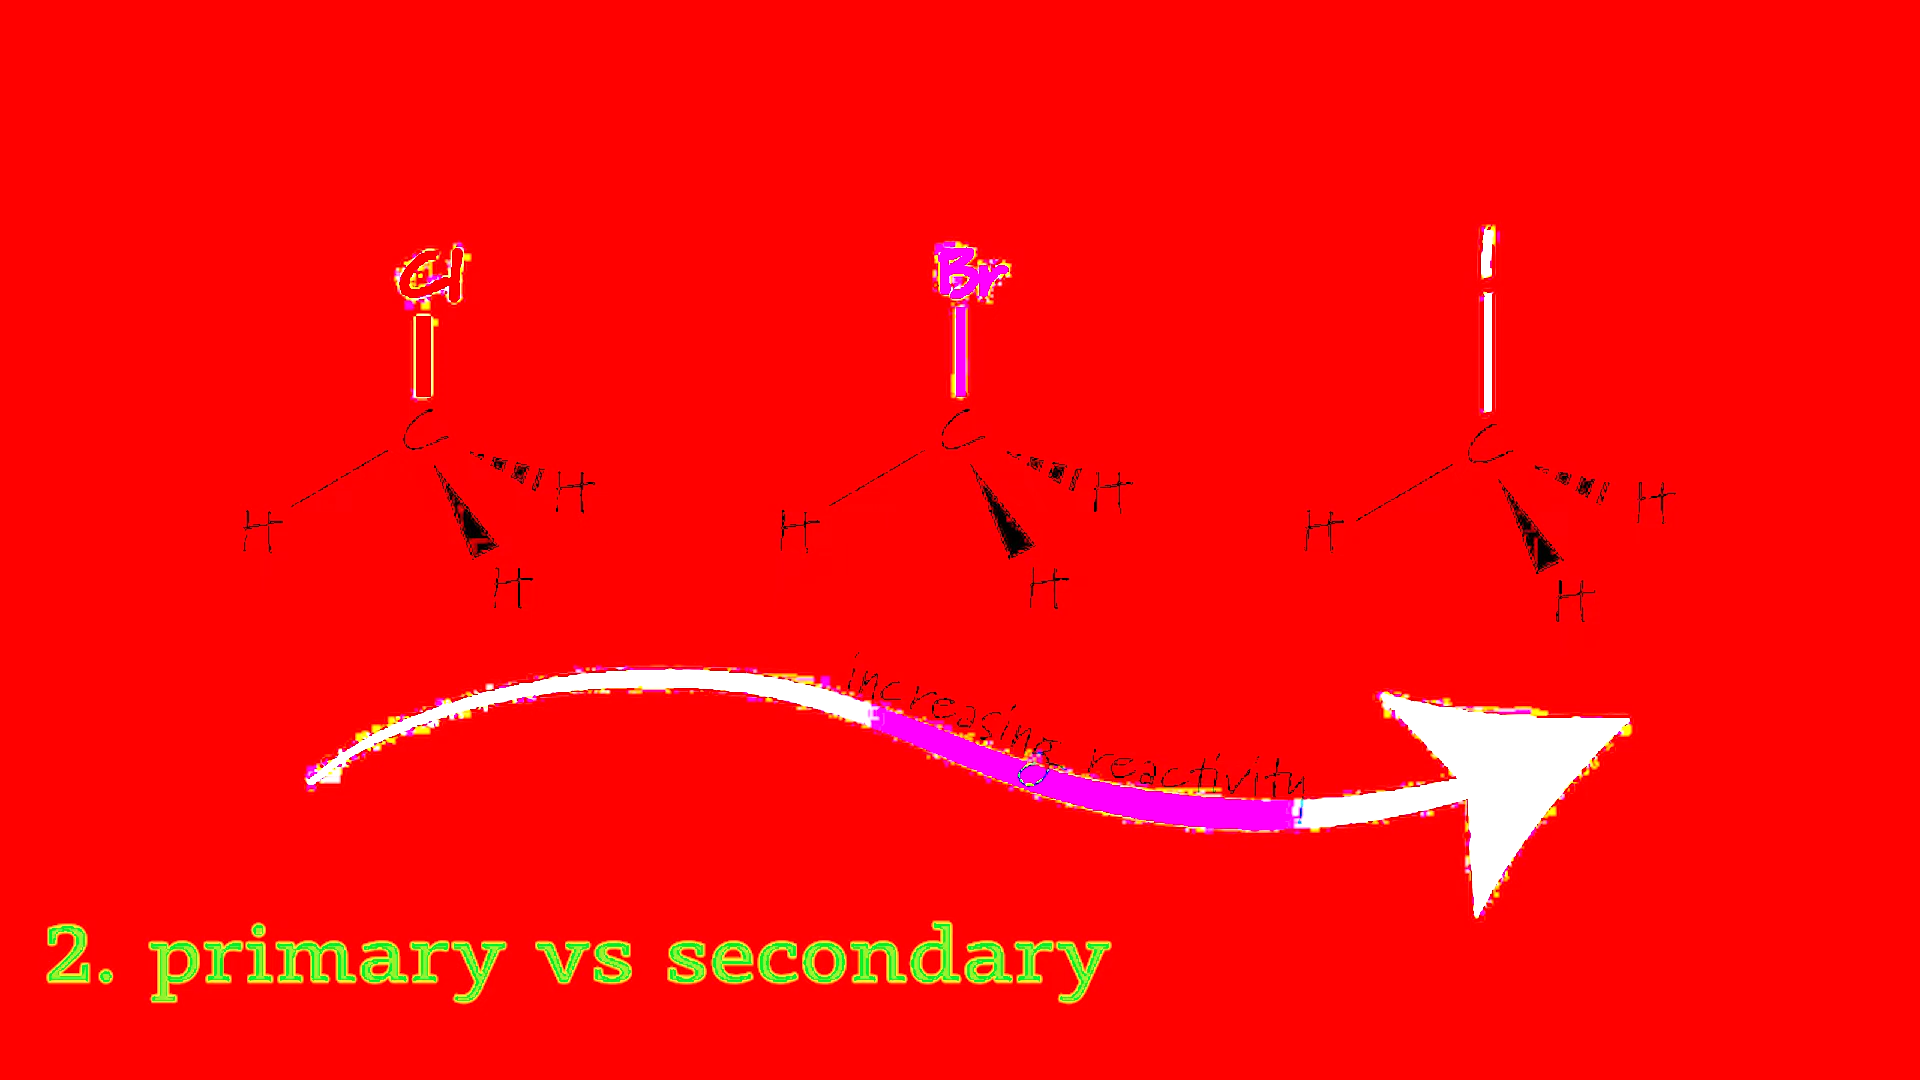 Cl Br I
C C C
H H H H H H
H H H
increasing reactivity
2. primary vs secondary